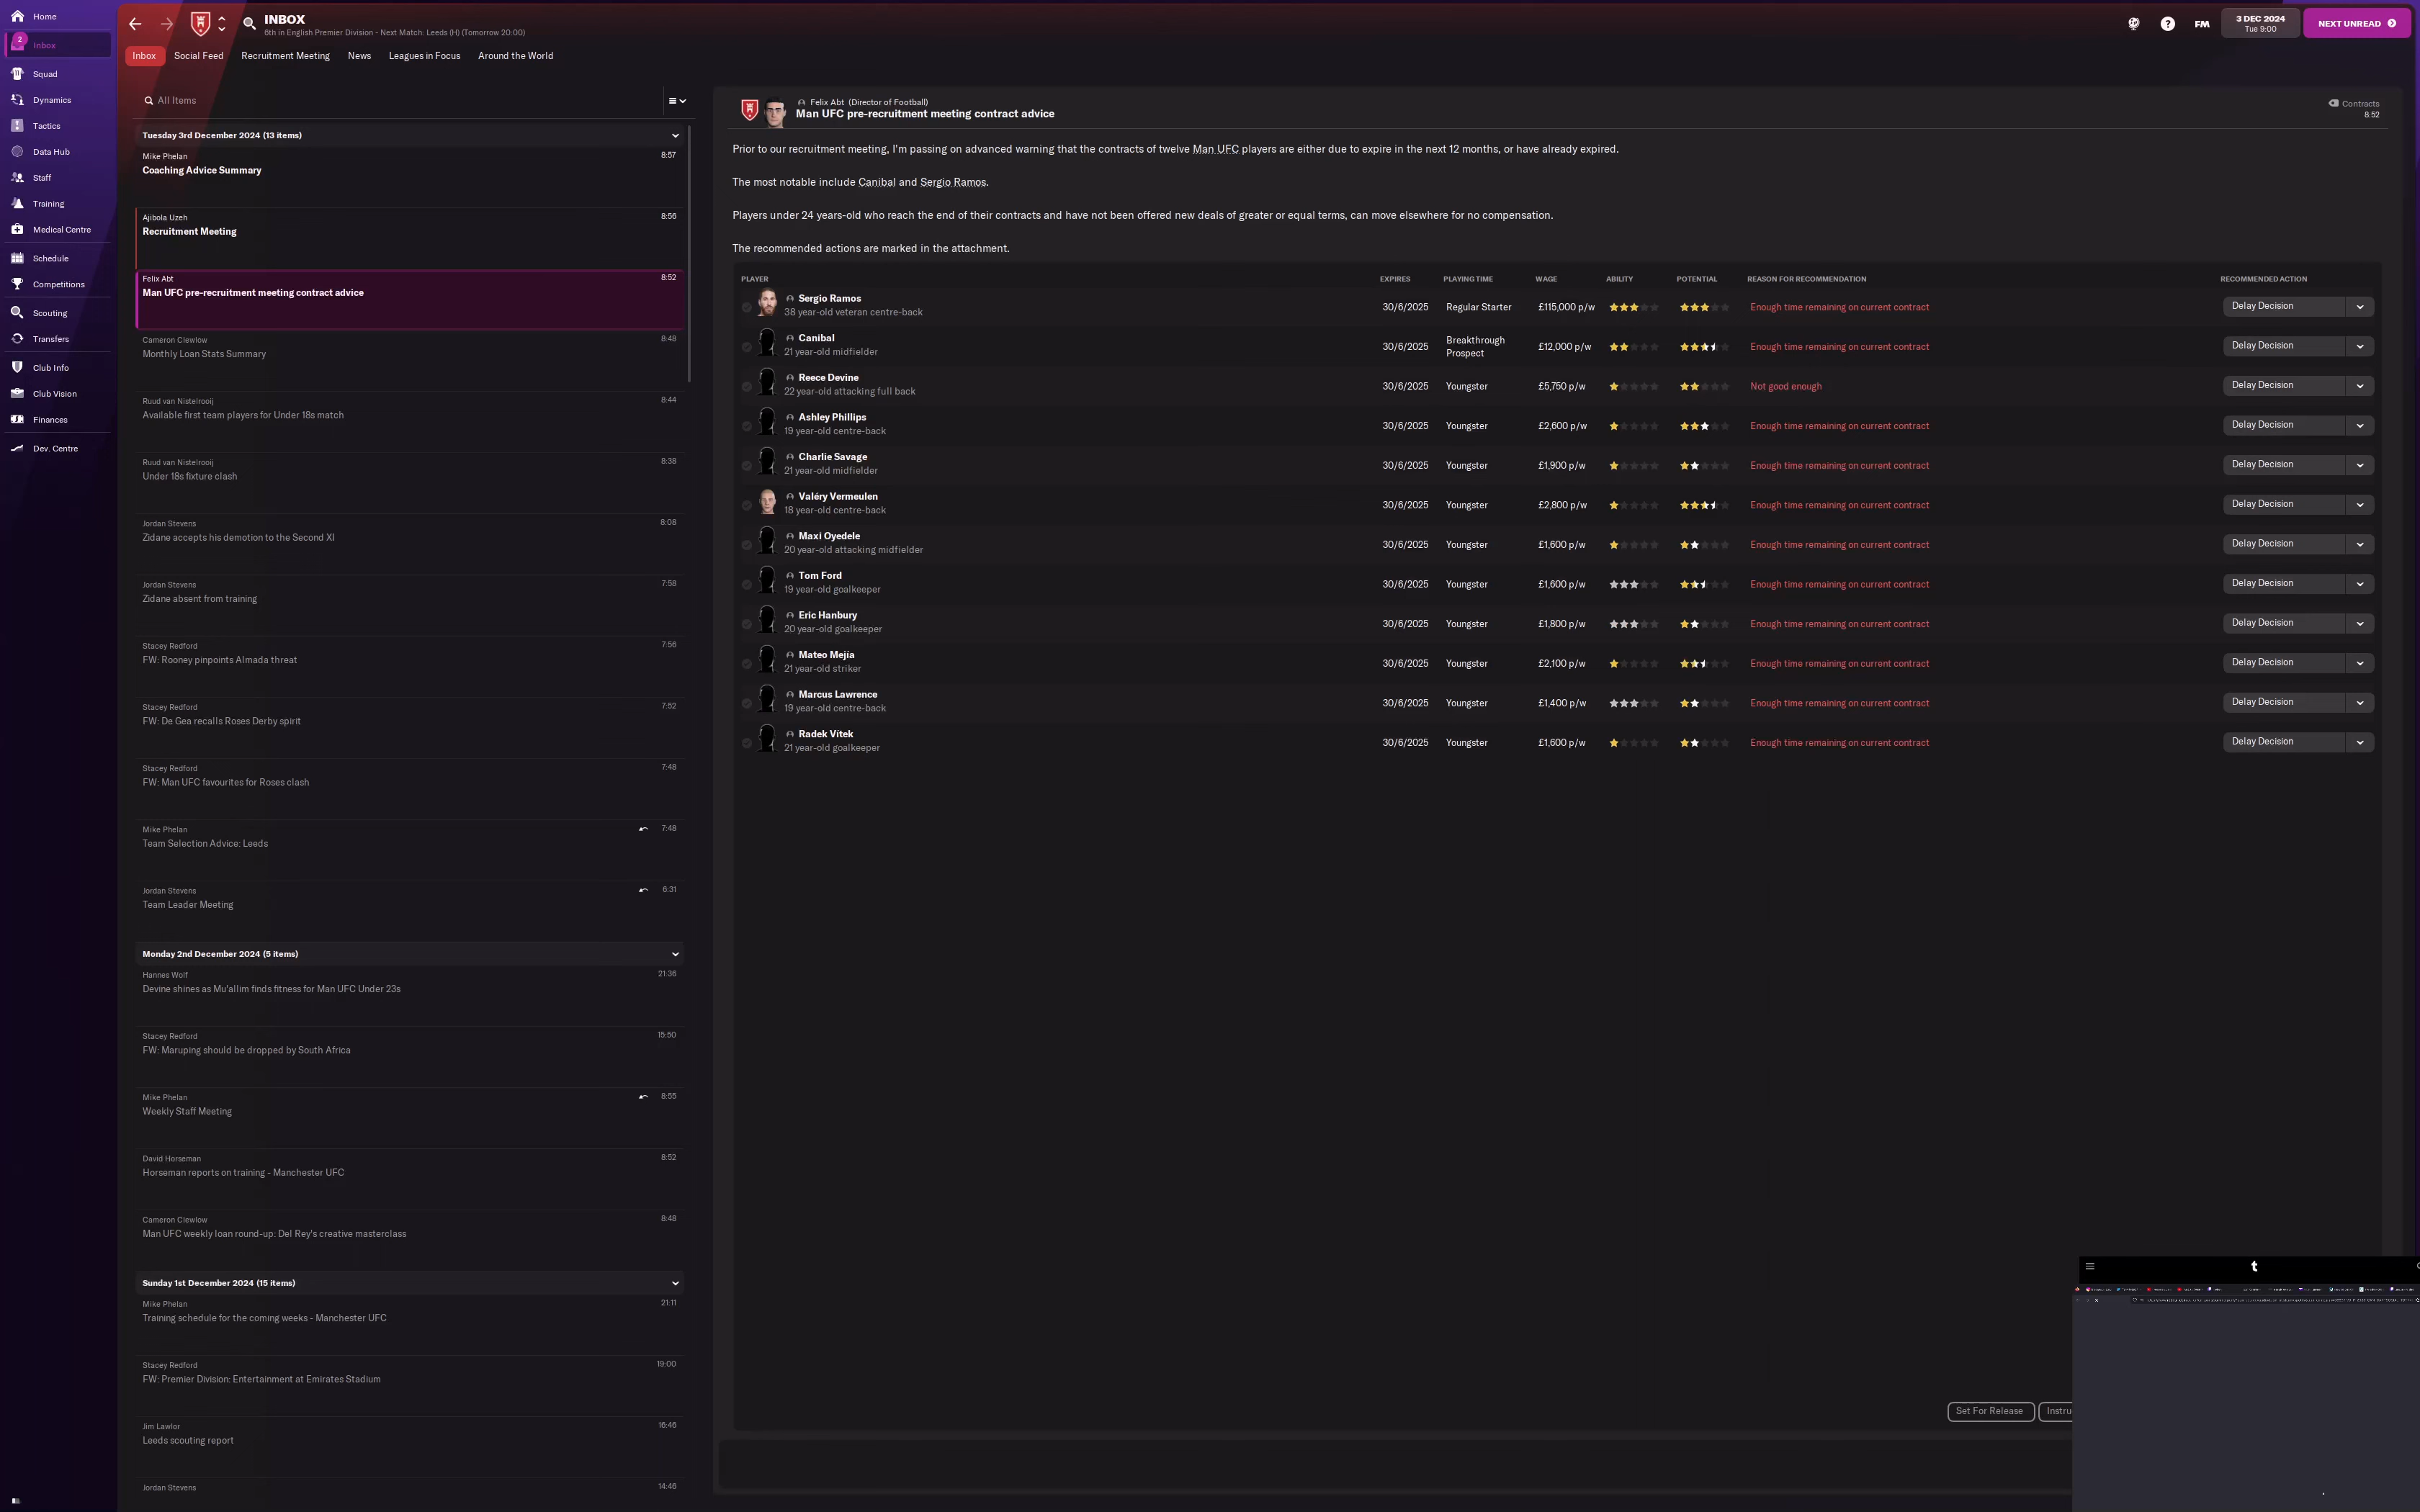 Home
2
Inbox
Squad
Dynamics
Tactics
Data Hub
Staff
Training
Medical Centre
Schedule
Competitions
Scouting
Transfers
Club Info
Club Vision
Finances
Dev. Centre
INBOX
6th in English Premier Division - Next Match: Leeds (H) (Tomorrow 20:00)
FM
3 DEC 2024
Tue 9:00
NEXT UNREAD
Inbox Social Feed Recruitment Meeting News Leagues in Focus Around the World
All Items
Tuesday 3rd December 2024 (13 items)
Mike Phelan 8:57
Coaching Advice Summary
Ajibola Uzeh 8:56
Recruitment Meeting
Felix Abt 8:52
Man UFC pre-recruitment meeting contract advice
Cameron Clewlow 8:48
Monthly Loan Stats Summary
Ruud van Nistelrooij 8:44
Available first team players for Under 18s match
Ruud van Nistelrooij 8:38
Under 18s fixture clash
Jordan Stevens 8:08
Zidane accepts his demotion to the Second XI
Jordan Stevens 7:58
Zidane absent from training
Stacey Redford 7:56
FW: Rooney pinpoints Almada threat
Stacey Redford 7:52
FW: De Gea recalls Roses Derby spirit
Stacey Redford 7:48
FW: Man UFC favourites for Roses clash
Mike Phelan 7:48
Team Selection Advice: Leeds
Jordan Stevens 6:31
Team Leader Meeting
Monday 2nd December 2024 (5 items)
Hannes Wolf 21:36
Devine shines as Mu'allim finds fitness for Man UFC Under 23s
Stacey Redford 15:50
FW: Maruping should be dropped by South Africa
Mike Phelan 8:55
Weekly Staff Meeting
David Horseman 8:52
Horseman reports on training - Manchester UFC
Cameron Clewlow 8:48
Man UFC weekly loan round-up: Del Rey's creative masterclass
Sunday 1st December 2024 (15 items)
Mike Phelan 21:11
Training schedule for the coming weeks - Manchester UFC
Stacey Redford 19:00
FW: Premier Division: Entertainment at Emirates Stadium
Jim Lawlor 16:46
Leeds scouting report
Jordan Stevens 14:46
Felix Abt (Director of Football)
Man UFC pre-recruitment meeting contract advice
Contracts
8:52
Prior to our recruitment meeting, I'm passing on advanced warning that the contracts of twelve Man UFC players are either due to expire in the next 12 months, or have already expired.
The most notable include Canibal and Sergio Ramos.
Players under 24 years-old who reach the end of their contracts and have not been offered new deals of greater or equal terms, can move elsewhere for no compensation.
The recommended actions are marked in the attachment.
PLAYER EXPIRES PLAYING TIME WAGE ABILITY POTENTIAL REASON FOR RECOMMENDATION RECOMMENDED ACTION
Sergio Ramos
38 year-old veteran centre-back
30/6/2025 Regular Starter £115,000 p/w Enough time remaining on current contract Delay Decision
Canibal
21 year-old midfielder
30/6/2025 Breakthrough Prospect £12,000 p/w Enough time remaining on current contract Delay Decision
Reece Devine
22 year-old attacking full back
30/6/2025 Youngster £5,750 p/w Not good enough Delay Decision
Ashley Phillips
19 year-old centre-back
30/6/2025 Youngster £2,600 p/w Enough time remaining on current contract Delay Decision
Charlie Savage
21 year-old midfielder
30/6/2025 Youngster £1,900 p/w Enough time remaining on current contract Delay Decision
Valéry Vermeulen
18 year-old centre-back
30/6/2025 Youngster £2,800 p/w Enough time remaining on current contract Delay Decision
Maxi Oyedele
20 year-old attacking midfielder
30/6/2025 Youngster £1,600 p/w Enough time remaining on current contract Delay Decision
Tom Ford
19 year-old goalkeeper
30/6/2025 Youngster £1,600 p/w Enough time remaining on current contract Delay Decision
Eric Hanbury
20 year-old goalkeeper
30/6/2025 Youngster £1,800 p/w Enough time remaining on current contract Delay Decision
Mateo Mejía
21 year-old striker
30/6/2025 Youngster £2,100 p/w Enough time remaining on current contract Delay Decision
Marcus Lawrence
19 year-old centre-back
30/6/2025 Youngster £1,400 p/w Enough time remaining on current contract Delay Decision
Radek Vítek
21 year-old goalkeeper
30/6/2025 Youngster £1,600 p/w Enough time remaining on current contract Delay Decision
Set For Release Instru
t